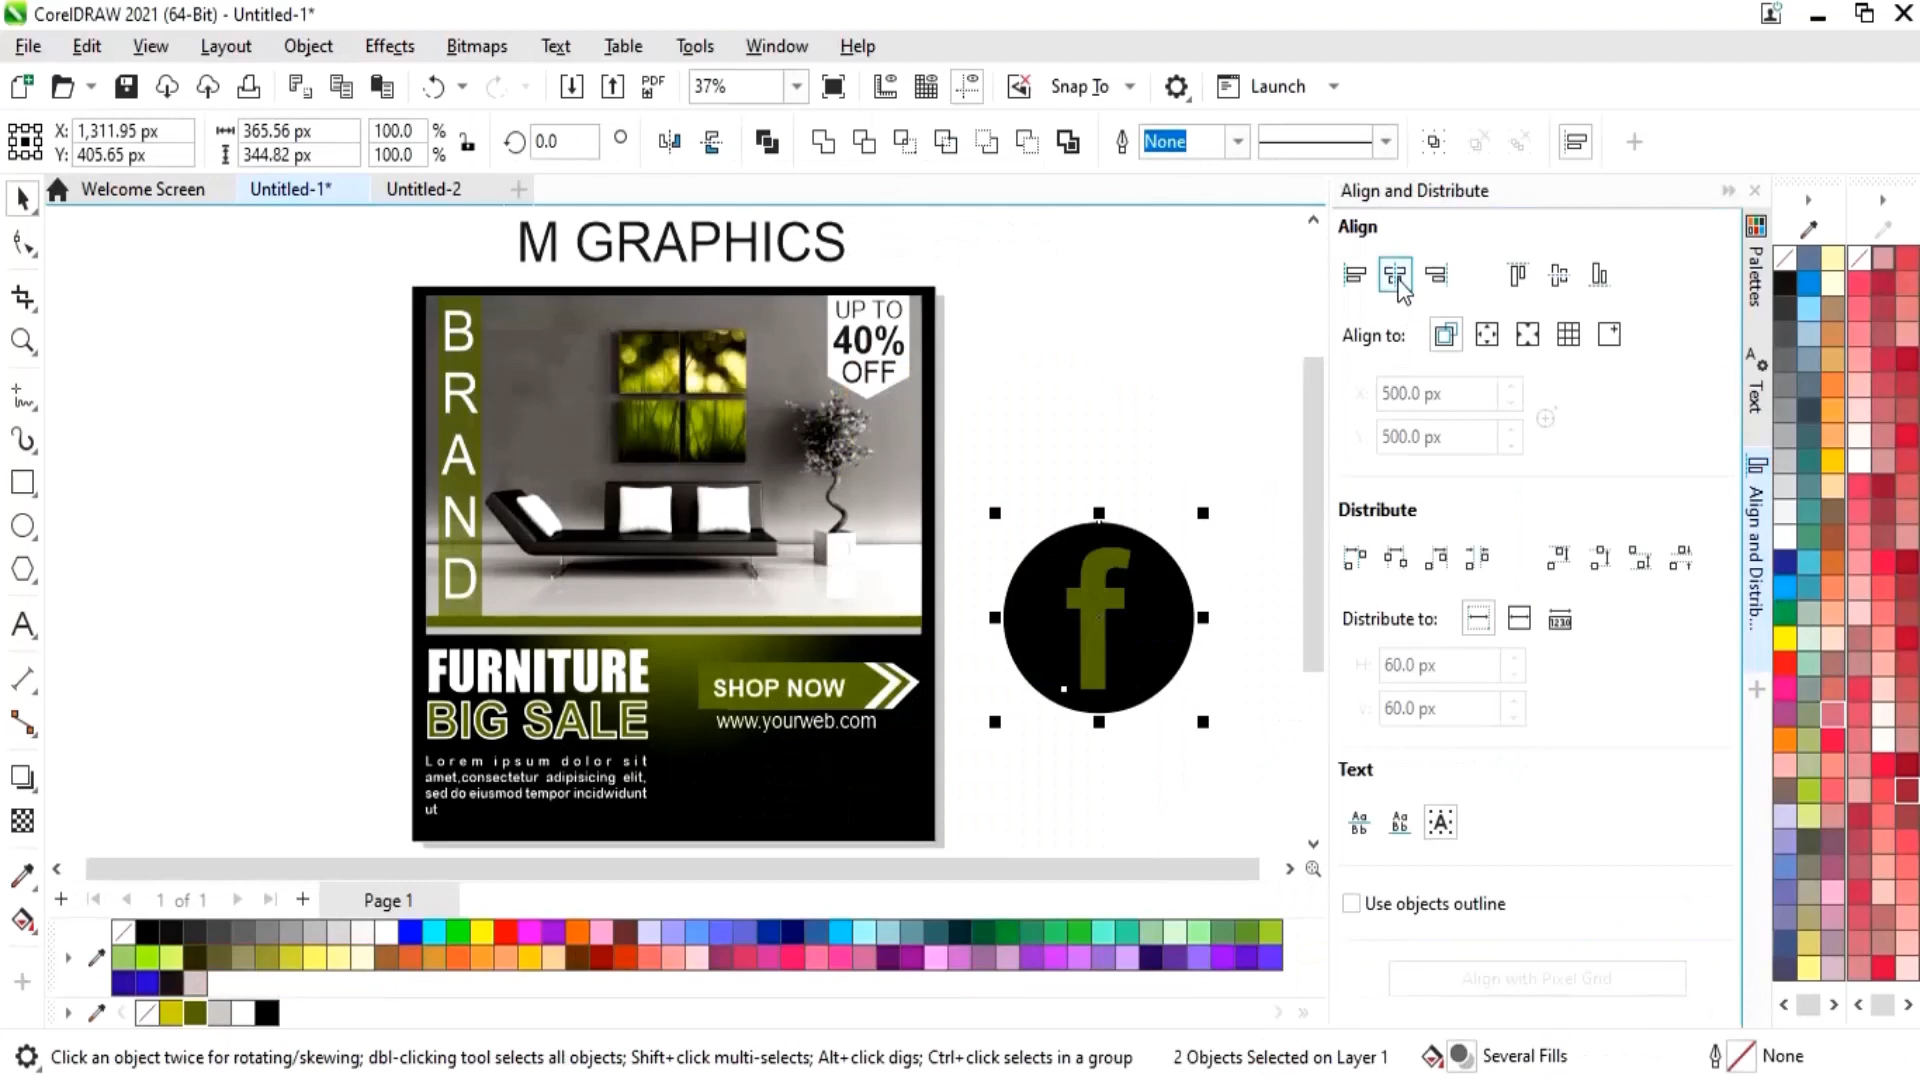 CorelDRAW 2021 (64-Bit) - Untitled-1*
File Edit View Layout Object Effects Bitmaps Text Table Tools Window Help
PDF 37% Snap To Launch
X: 1,311.95 px 365.56 px 100.0 % 0.0 None
Y: 405.65 px 344.82 px 100.0 %
Welcome Screen Untitled-1* Untitled-2
Align and Distribute
Align
Align to:
X: 500.0 px
Y: 500.0 px
Distribute
Distribute to:
H: 60.0 px
V: 60.0 px
Text
Use objects outline
Align with Pixel Grid
Palettes
Text
Align and Distrib...
M GRAPHICS
BRAND
UP TO
40%
OFF
FURNITURE
BIG SALE
SHOP NOW
www.yourweb.com
Lorem ipsum dolor sit
amet,consectetur adipisicing elit,
sed do eiusmod tempor incidwidunt
ut
f
1 of 1 Page 1
Click an object twice for rotating/skewing; dbl-clicking tool selects all objects; Shift+click multi-selects; Alt+click digs; Ctrl+click selects in a group 2 Objects Selected on Layer 1 Several Fills None